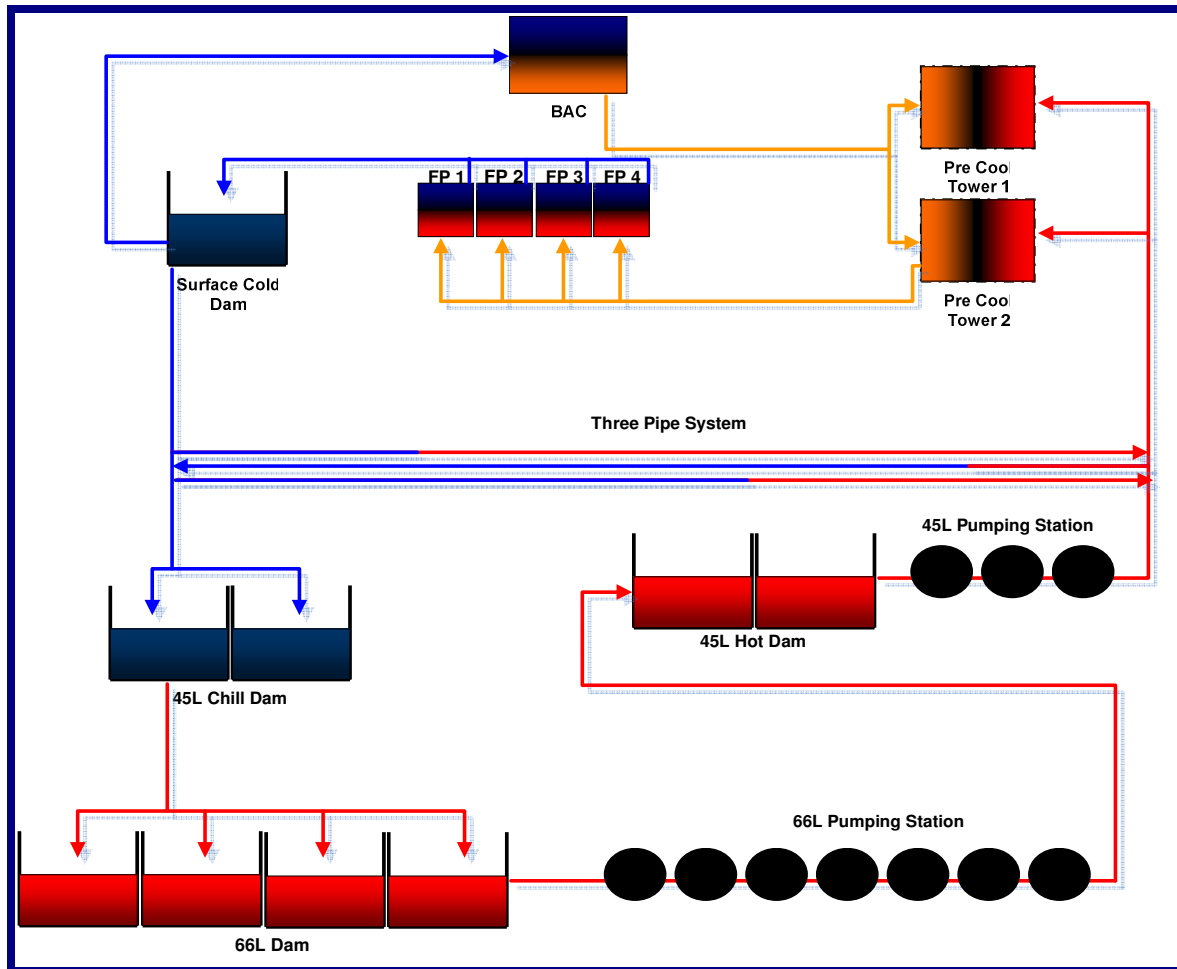 BAC
Pre Cool
Tower 1
FP 1
FP 2
FP 3
FP 4
Surface Cold
Dam
Pre Cool
Tower 2
Three Pipe System
45L Pumping Station
45L Hot Dam
45L Chill Dam
66L Pumping Station
66L Dam